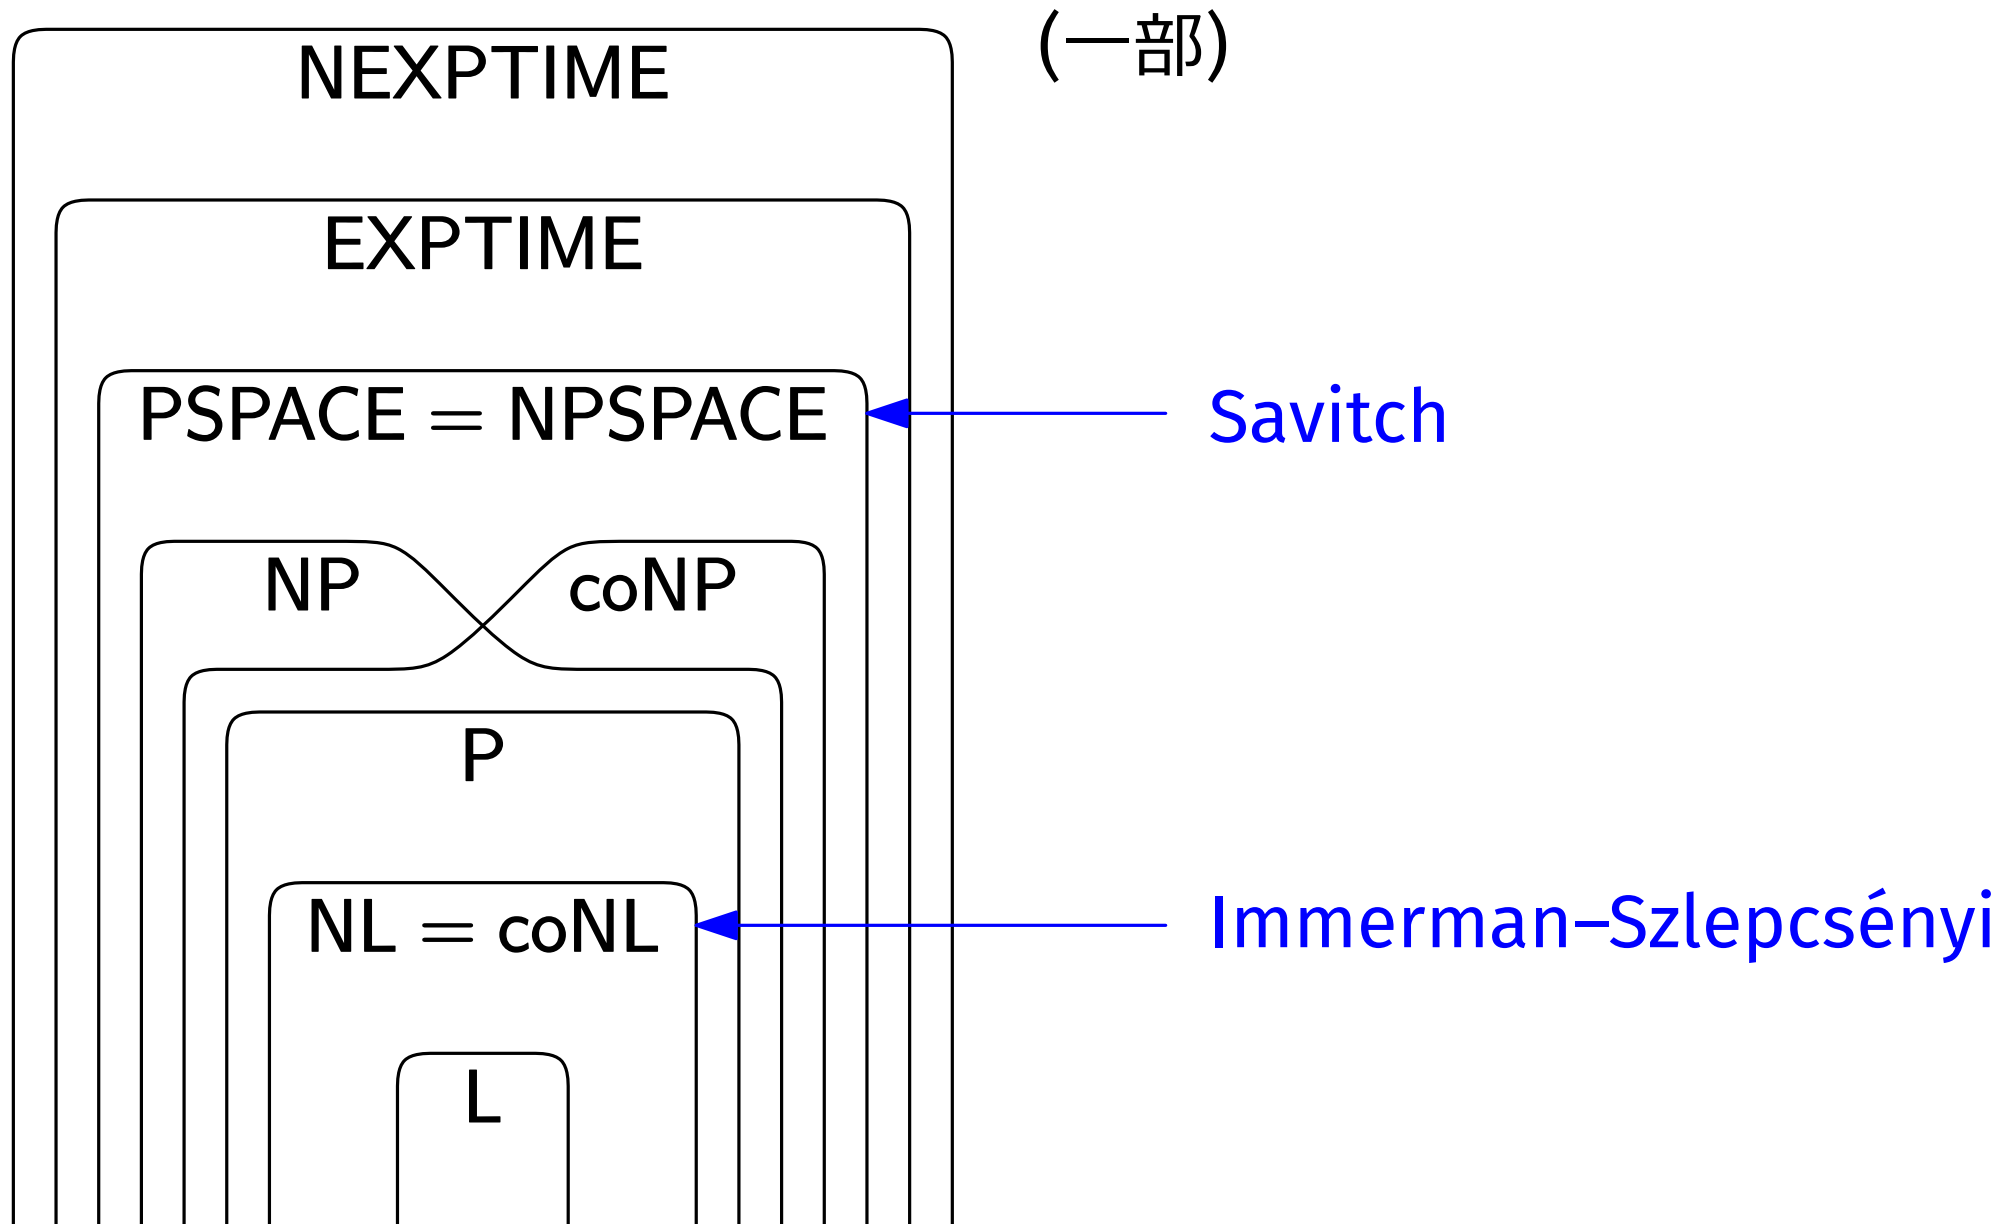 (一部)
NEXPTIME
EXPTIME
PSPACE = NPSPACE
Savitch
NP
coNP
P
NL = coNL
Immerman–Szlepcsényi
L